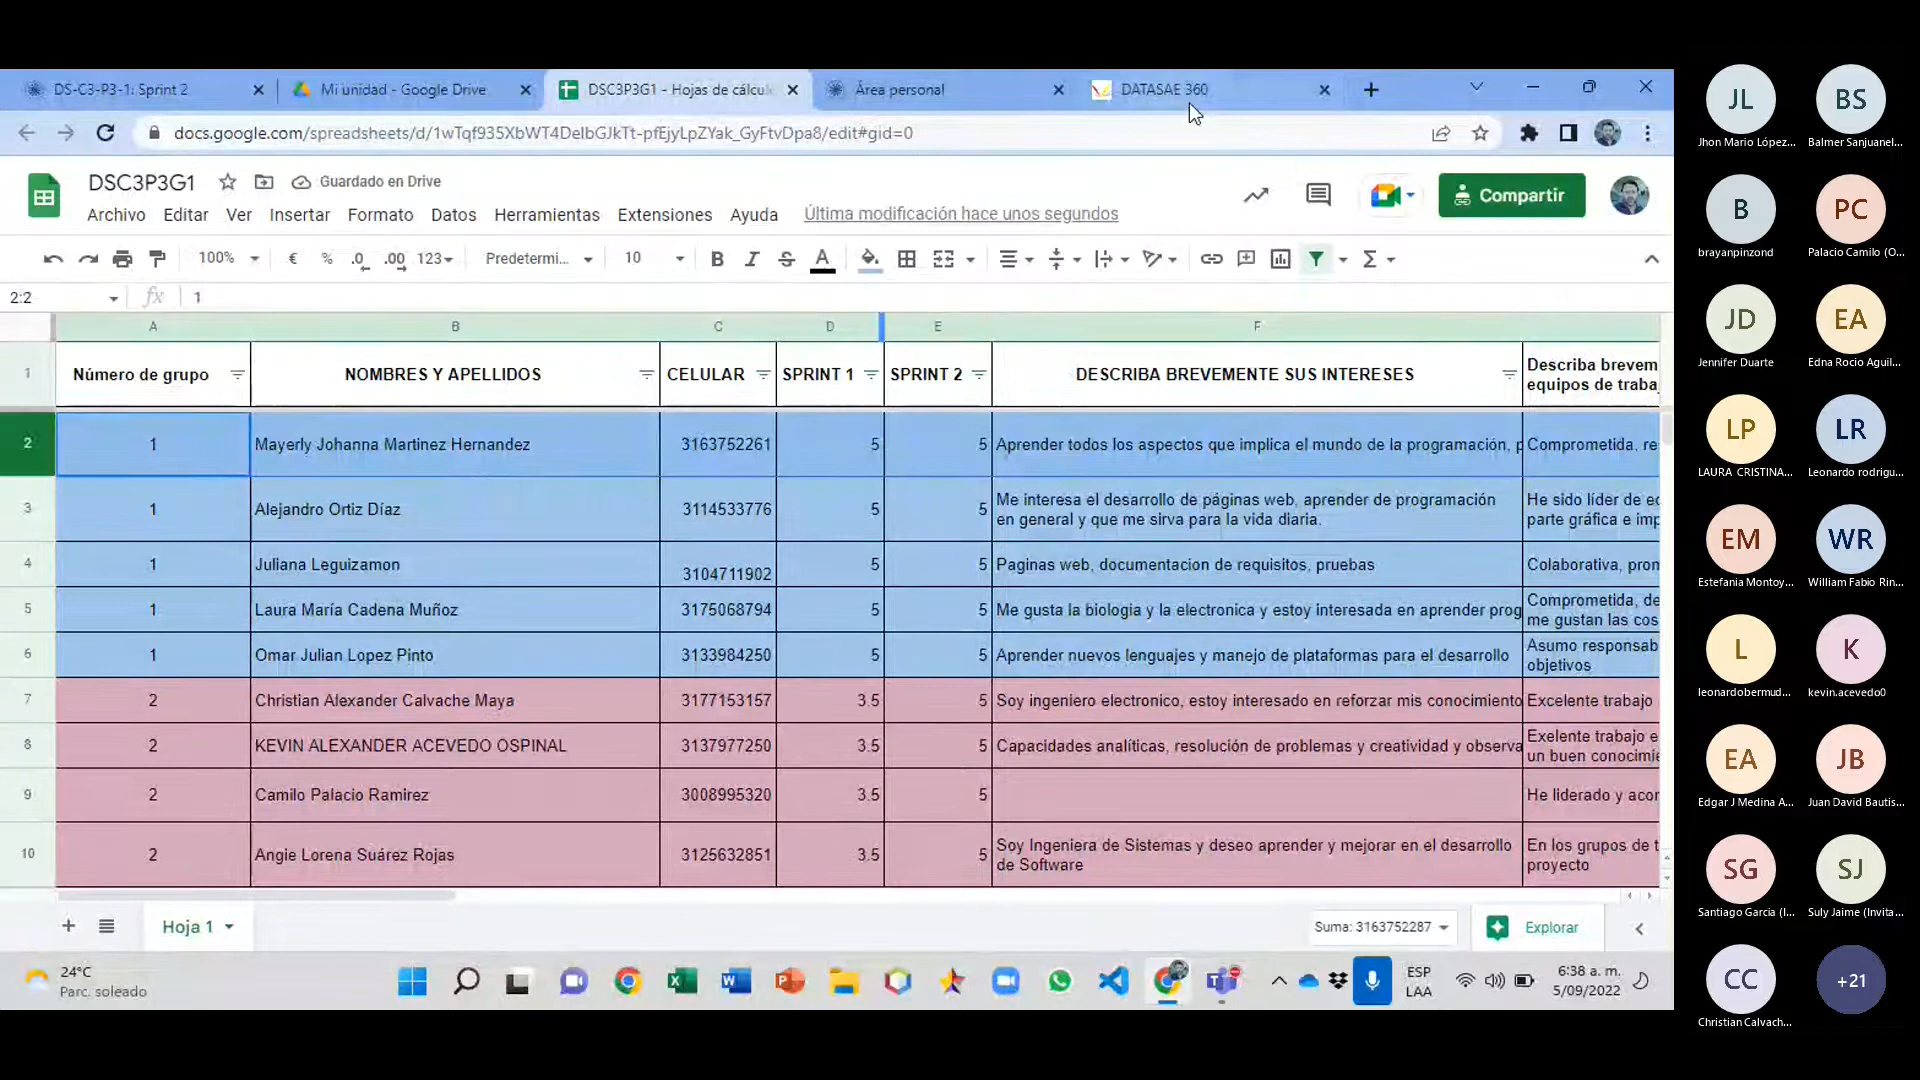 DS-C3-P3-1: Sprint 2
Mi unidad - Google Drive
DSC3P3G1 - Hojas de cálcu
Área personal
DATASAE 360
docs.google.com/spreadsheets/d/1wTqf935XbWT4DelbGJkTt-pfEjyLpZYak_GyFtvDpa8/edit#gid=0
DSC3P3G1
Guardado en Drive
Archivo Editar Ver Insertar Formato Datos Herramientas Extensiones Ayuda Última modificación hace unos segundos
Compartir
100% € % .0 .00 123 Predetermi... 10 B I S A Σ
2:2 fx 1
A B C D E F
1 Número de grupo NOMBRES Y APELLIDOS CELULAR SPRINT 1 SPRINT 2 DESCRIBA BREVEMENTE SUS INTERESES Describa brevem
equipos de traba
2 1 Mayerly Johanna Martinez Hernandez 3163752261 5 5 Aprender todos los aspectos que implica el mundo de la programación, p Comprometida, re
3 1 Alejandro Ortiz Díaz 3114533776 5 5 Me interesa el desarrollo de páginas web, aprender de programación
en general y que me sirva para la vida diaria.
He sido líder de ec
parte gráfica e imp
4 1 Juliana Leguizamon 3104711902 5 5 Paginas web, documentacion de requisitos, pruebas Colaborativa, pron
5 1 Laura María Cadena Muñoz 3175068794 5 5 Me gusta la biologia y la electronica y estoy interesada en aprender prog Comprometida, de
me gustan las cos
6 1 Omar Julian Lopez Pinto 3133984250 5 5 Aprender nuevos lenguajes y manejo de plataformas para el desarrollo Asumo responsab
objetivos
7 2 Christian Alexander Calvache Maya 3177153157 3.5 5 Soy ingeniero electronico, estoy interesado en reforzar mis conocimiento Excelente trabajo
8 2 KEVIN ALEXANDER ACEVEDO OSPINAL 3137977250 3.5 5 Capacidades analíticas, resolución de problemas y creatividad y observa Exelente trabajo e
un buen conocimie
9 2 Camilo Palacio Ramirez 3008995320 3.5 5 He liderado y acor
10 2 Angie Lorena Suárez Rojas 3125632851 3.5 5 Soy Ingeniera de Sistemas y deseo aprender y mejorar en el desarrollo
de Software
En los grupos de t
proyecto
Hoja 1
Suma: 3163752287
Explorar
24°C
Parc. soleado
ESP
LAA
6:38 a. m.
5/09/2022
JL
Jhon Mario López...
BS
Balmer Sanjuanel...
B
brayanpinzond
PC
Palacio Camilo (O...
JD
Jennifer Duarte
EA
Edna Rocio Aguil...
LP
LAURA CRISTINA...
LR
Leonardo rodrigu...
EM
Estefania Montoy...
WR
William Fabio Rin...
L
leonardobermud...
K
kevin.acevedo0
EA
Edgar J Medina A...
JB
Juan David Bautis...
SG
Santiago Garcia (I...
SJ
Suly Jaime (Invita...
CC
Christian Calvach...
+21